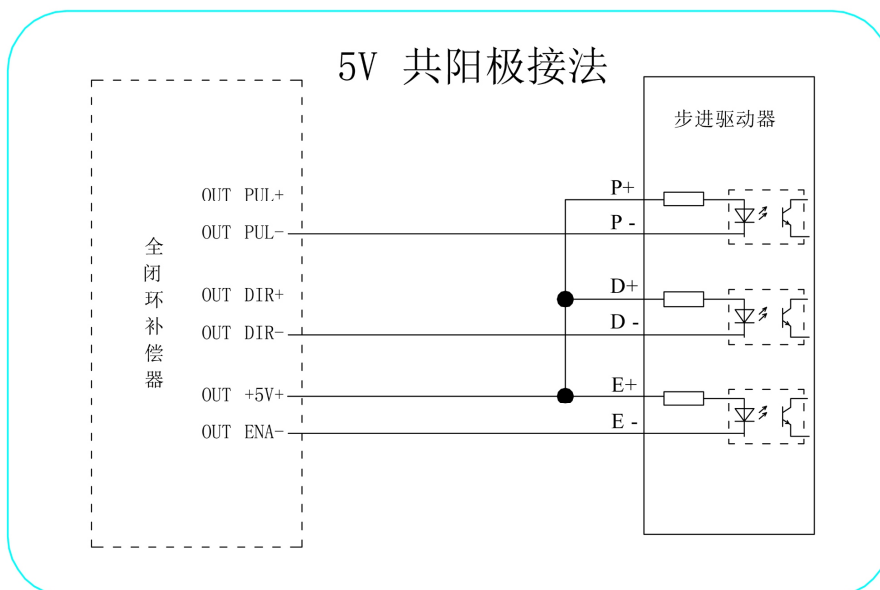 5V 共阳极接法
步进驱动器
全闭环补偿器
OUT PUL+
OUT PUL-
OUT DIR+
OUT DIR-
OUT +5V+
OUT ENA-
P+
P -
D+
D -
E+
E -